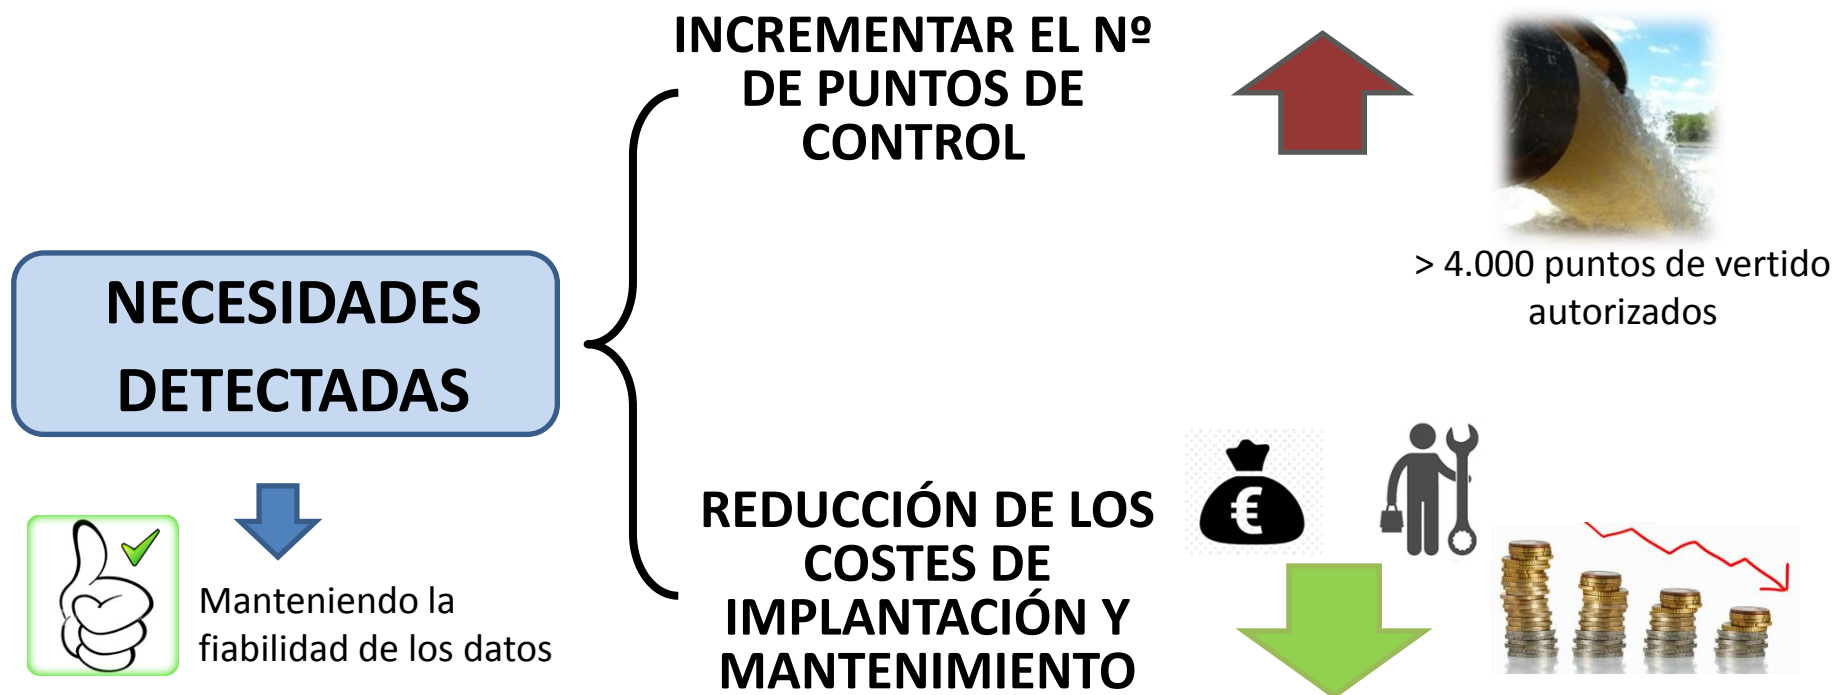 INCREMENTAR EL Nº
DE PUNTOS DE
CONTROL
> 4.000 puntos de vertido
autorizados
NECESIDADES
DETECTADAS
Manteniendo la
fiabilidad de los datos
REDUCCIÓN DE LOS
COSTES DE
IMPLANTACIÓN Y
MANTENIMIENTO
€